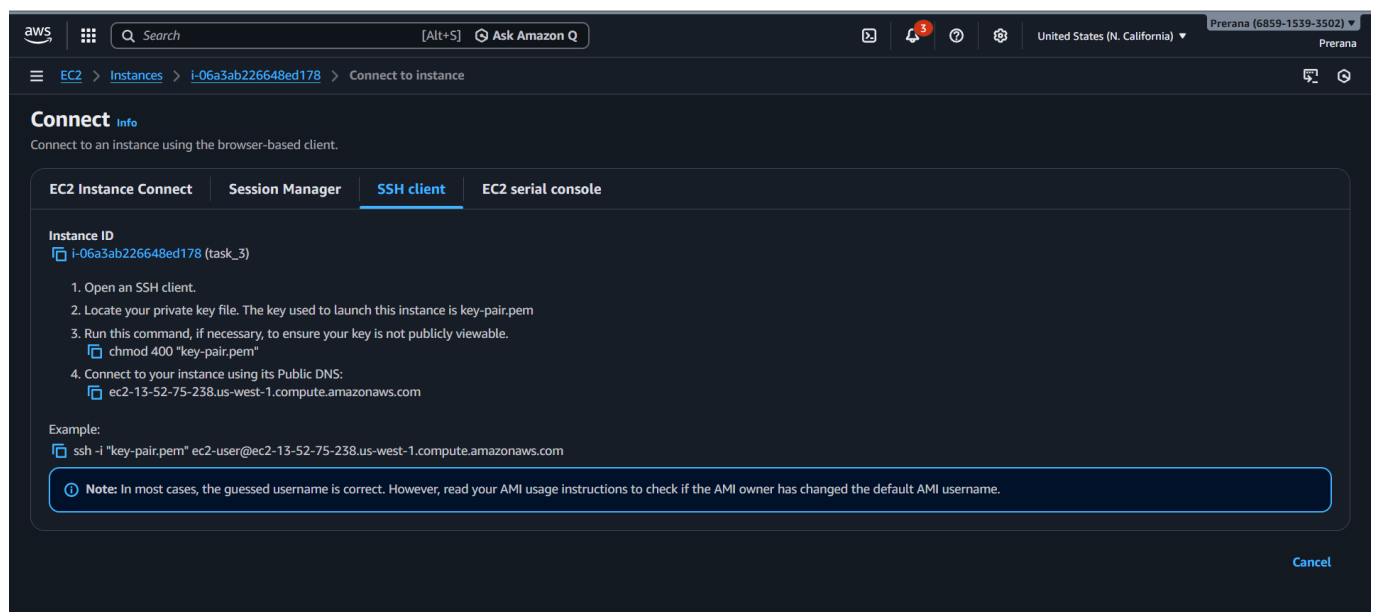 aws Search [Alt+S] Ask Amazon Q 3 United States (N. California) ▼ Prerana (6859-1539-3502) ▼
Prerana
EC2 > Instances > i-06a3ab226648ed178 > Connect to instance
Connect Info
Connect to an instance using the browser-based client.
EC2 Instance Connect Session Manager SSH client EC2 serial console
Instance ID
i-06a3ab226648ed178 (task_3)
1. Open an SSH client.
2. Locate your private key file. The key used to launch this instance is key-pair.pem
3. Run this command, if necessary, to ensure your key is not publicly viewable.
chmod 400 "key-pair.pem"
4. Connect to your instance using its Public DNS:
ec2-13-52-75-238.us-west-1.compute.amazonaws.com
Example:
ssh -i "key-pair.pem" ec2-user@ec2-13-52-75-238.us-west-1.compute.amazonaws.com
Note: In most cases, the guessed username is correct. However, read your AMI usage instructions to check if the AMI owner has changed the default AMI username.
Cancel